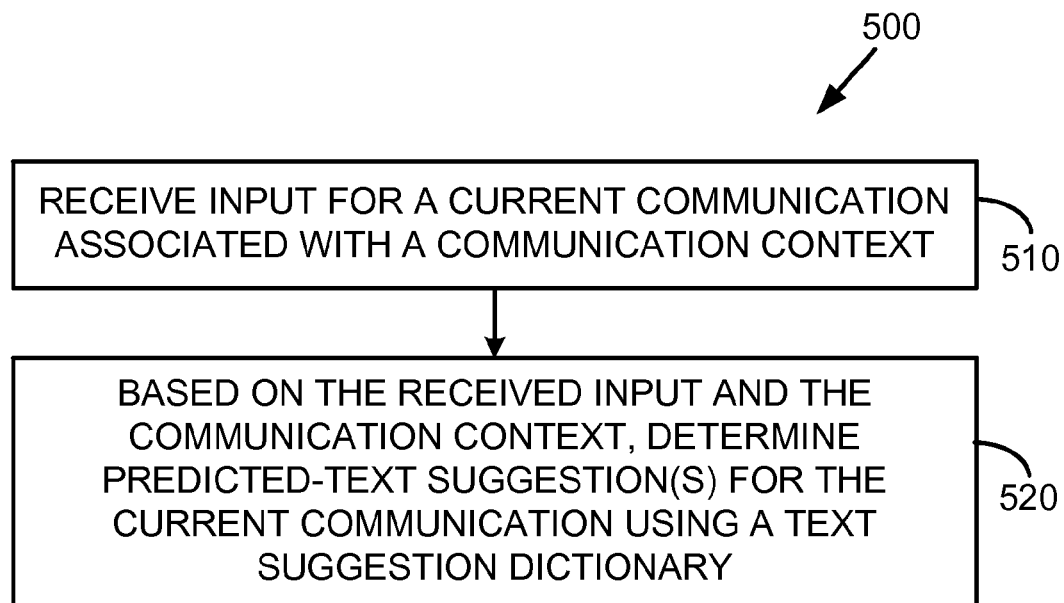 500
RECEIVE INPUT FOR A CURRENT COMMUNICATION
ASSOCIATED WITH A COMMUNICATION CONTEXT
510
BASED ON THE RECEIVED INPUT AND THE
COMMUNICATION CONTEXT, DETERMINE
PREDICTED-TEXT SUGGESTION(S) FOR THE
CURRENT COMMUNICATION USING A TEXT
SUGGESTION DICTIONARY
520